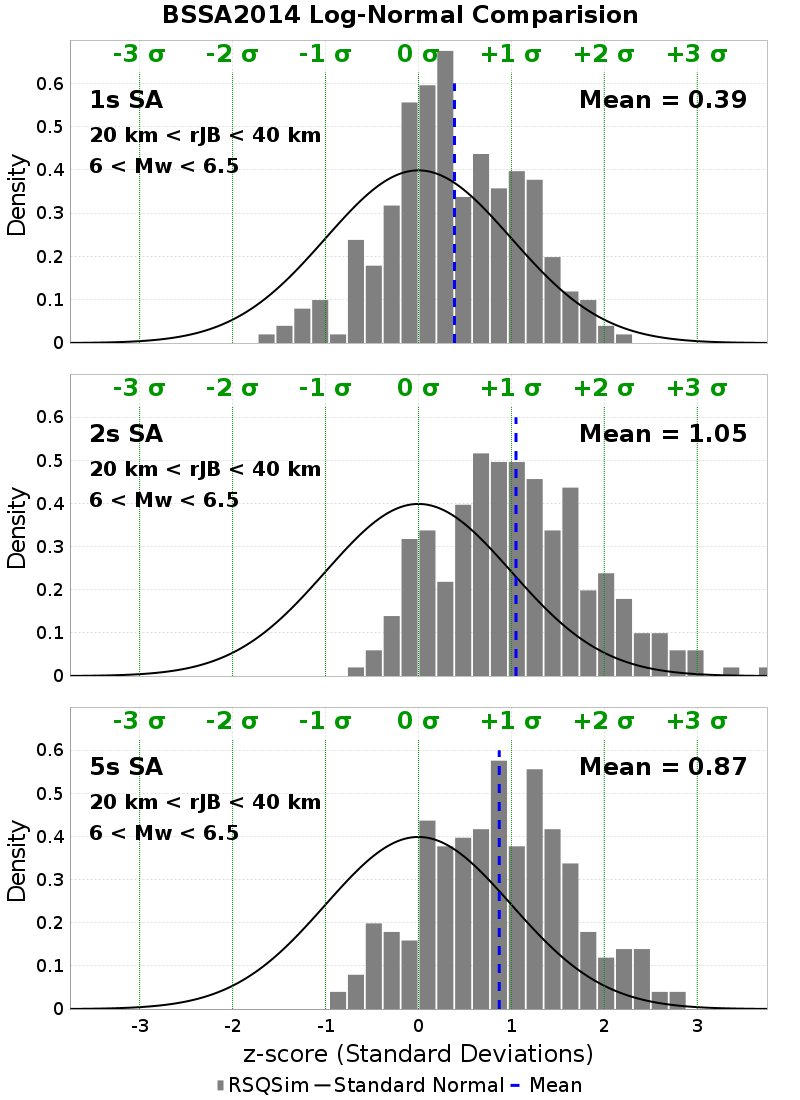 BSSA2014 Log-Normal Comparision
-3 σ -2 σ -1 σ 0 σ +1 σ +2 σ +3 σ
1s SA
Mean = 0.39
20 km < rJB < 40 km
6 < Mw < 6.5
Density
0.6
0.5
0.4
0.3
0.2
0.1
0
-3 σ -2 σ -1 σ 0 σ +1 σ +2 σ +3 σ
2s SA
Mean = 1.05
20 km < rJB < 40 km
6 < Mw < 6.5
Density
0.6
0.5
0.4
0.3
0.2
0.1
0
-3 σ -2 σ -1 σ 0 σ +1 σ +2 σ +3 σ
5s SA
Mean = 0.87
20 km < rJB < 40 km
6 < Mw < 6.5
Density
0.6
0.5
0.4
0.3
0.2
0.1
0
-3 -2 -1 0 1 2 3
z-score (Standard Deviations)
RSQSim Standard Normal Mean